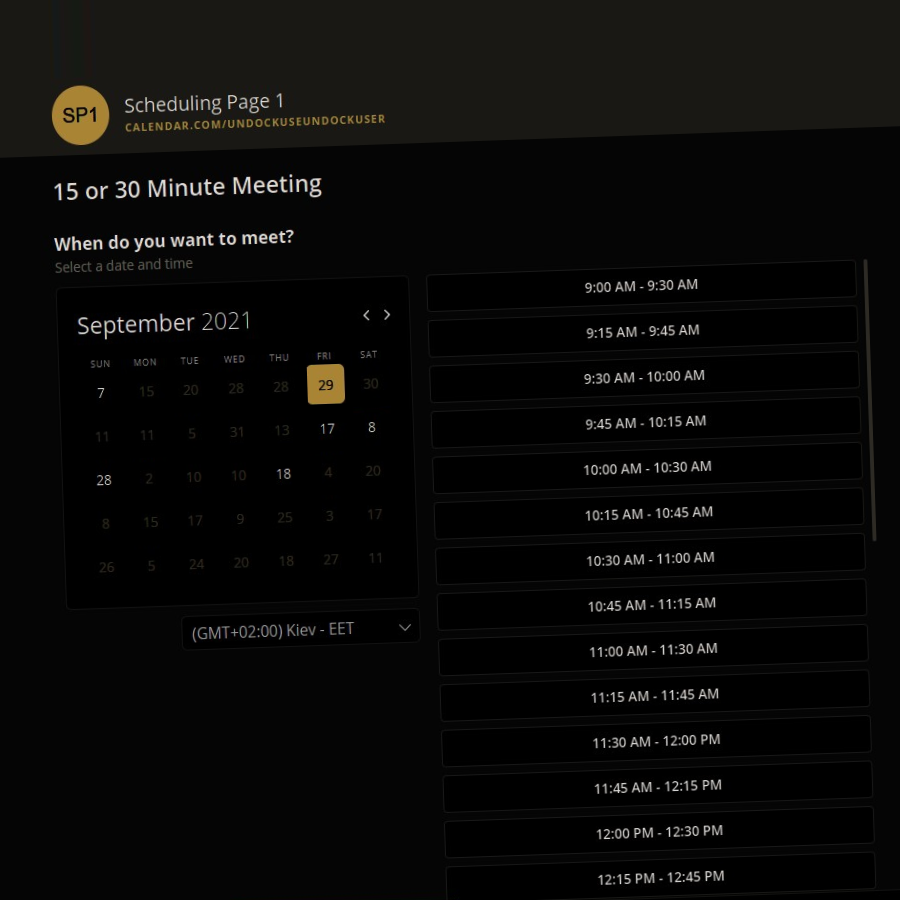 SP1
Scheduling Page 1
CALENDAR.COM/UNDOCKUSEUNDOCKUSER
15 or 30 Minute Meeting
When do you want to meet?
Select a date and time
September 2021
SUN MON TUE WED THU FRI SAT
7 15 20 28 28 29 30
11 11 5 31 13 17 8
28 2 10 10 18 4 20
8 15 17 9 25 3 17
26 5 24 20 18 27 11
(GMT+02:00) Kiev - EET
9:00 AM - 9:30 AM
9:15 AM - 9:45 AM
9:30 AM - 10:00 AM
9:45 AM - 10:15 AM
10:00 AM - 10:30 AM
10:15 AM - 10:45 AM
10:30 AM - 11:00 AM
10:45 AM - 11:15 AM
11:00 AM - 11:30 AM
11:15 AM - 11:45 AM
11:30 AM - 12:00 PM
11:45 AM - 12:15 PM
12:00 PM - 12:30 PM
12:15 PM - 12:45 PM